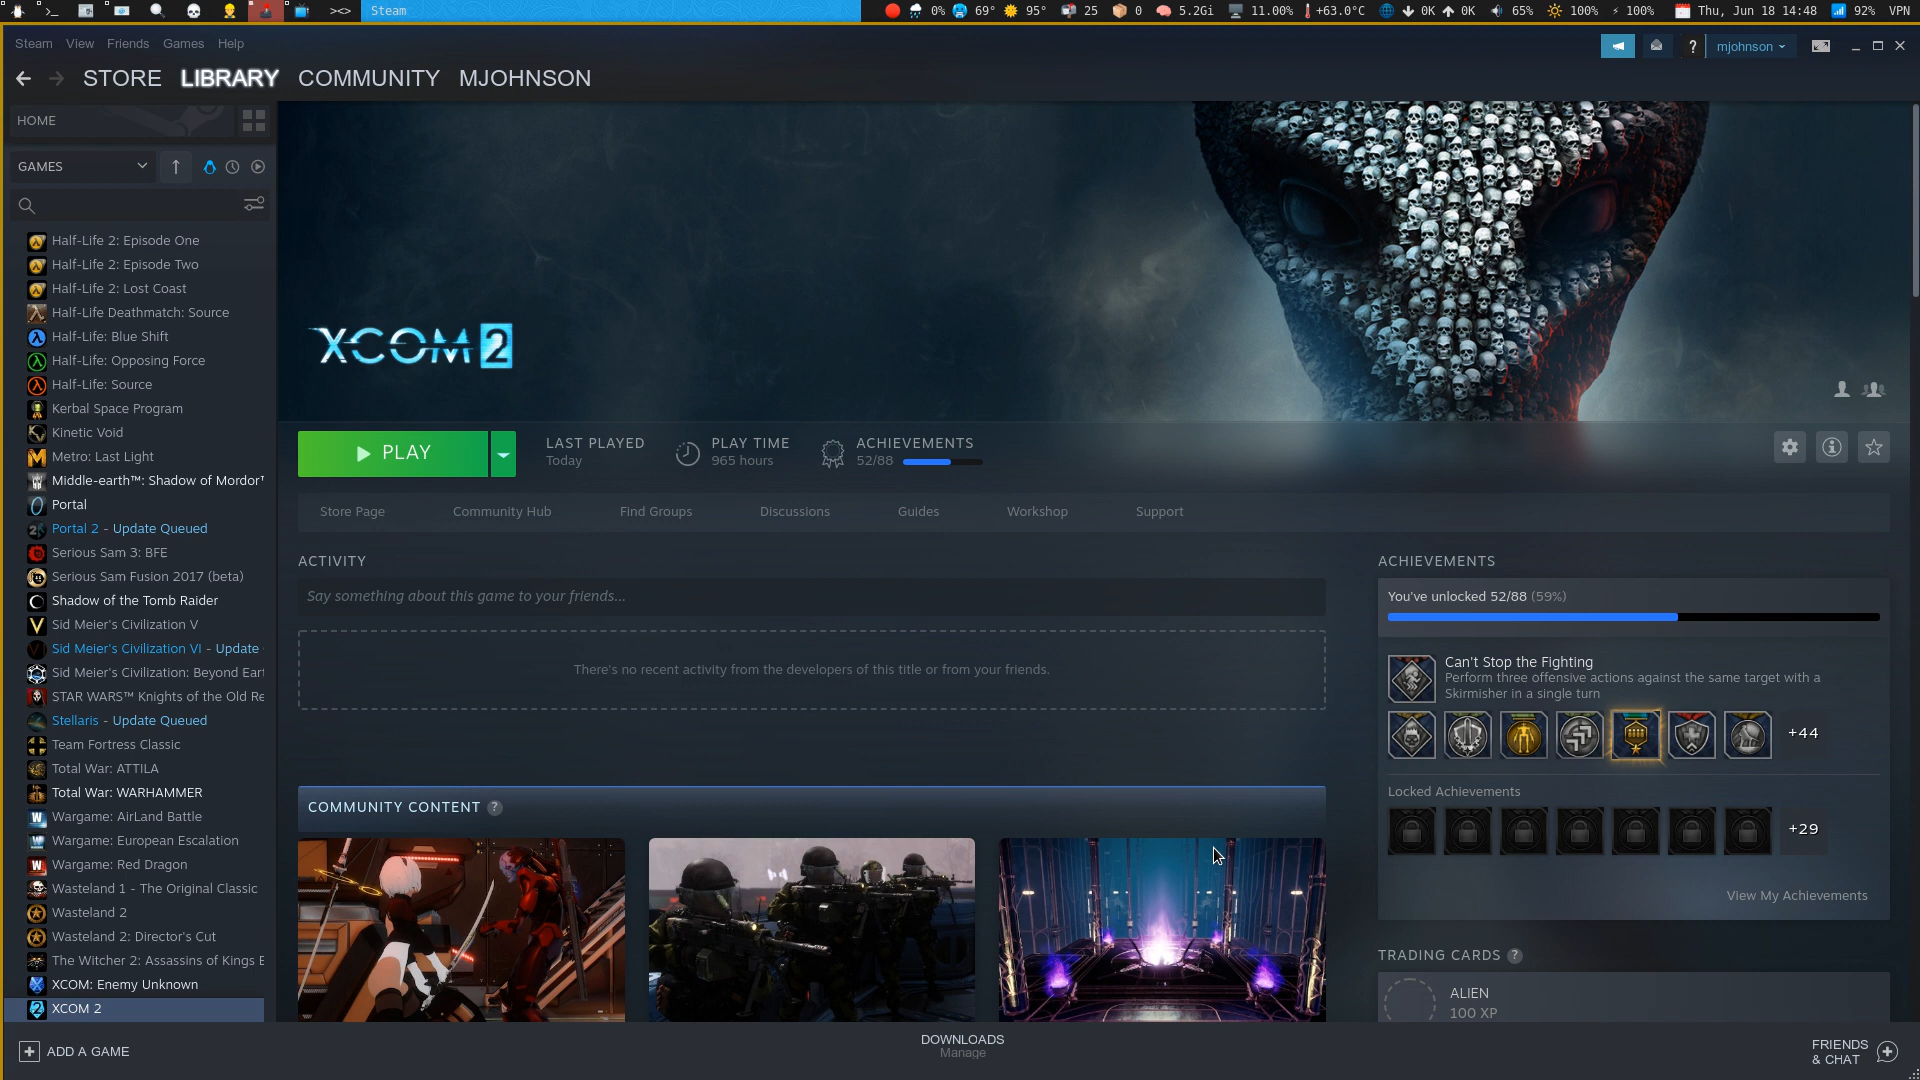 ><>
Steam
0%
69°
95°
25
0
5.2Gi
11.00%
+63.0°C
0K
0K
65%
100%
100%
Thu, Jun 18 14:48
92%
VPN
Steam
View
Friends
Games
Help
?
mjohnson
STORE
LIBRARY
COMMUNITY
MJOHNSON
HOME
GAMES
Half-Life 2: Episode One
Half-Life 2: Episode Two
Half-Life 2: Lost Coast
Half-Life Deathmatch: Source
Half-Life: Blue Shift
Half-Life: Opposing Force
Half-Life: Source
Kerbal Space Program
Kinetic Void
Metro: Last Light
Middle-earth™: Shadow of Mordor™
Portal
Portal 2 - Update Queued
Serious Sam 3: BFE
Serious Sam Fusion 2017 (beta)
Shadow of the Tomb Raider
Sid Meier's Civilization V
Sid Meier's Civilization VI - Update
Sid Meier's Civilization: Beyond Eart
STAR WARS™ Knights of the Old Re
Stellaris - Update Queued
Team Fortress Classic
Total War: ATTILA
Total War: WARHAMMER
Wargame: AirLand Battle
Wargame: European Escalation
Wargame: Red Dragon
Wasteland 1 - The Original Classic
Wasteland 2
Wasteland 2: Director's Cut
The Witcher 2: Assassins of Kings E
XCOM: Enemy Unknown
XCOM 2
XCOM 2
PLAY
LAST PLAYED
Today
PLAY TIME
965 hours
ACHIEVEMENTS
52/88
Store Page
Community Hub
Find Groups
Discussions
Guides
Workshop
Support
ACTIVITY
Say something about this game to your friends...
There's no recent activity from the developers of this title or from your friends.
COMMUNITY CONTENT ?
ACHIEVEMENTS
You've unlocked 52/88 (59%)
Can't Stop the Fighting
Perform three offensive actions against the same target with a
Skirmisher in a single turn
+44
Locked Achievements
+29
View My Achievements
TRADING CARDS ?
ALIEN
100 XP
ADD A GAME
DOWNLOADS
Manage
FRIENDS
& CHAT